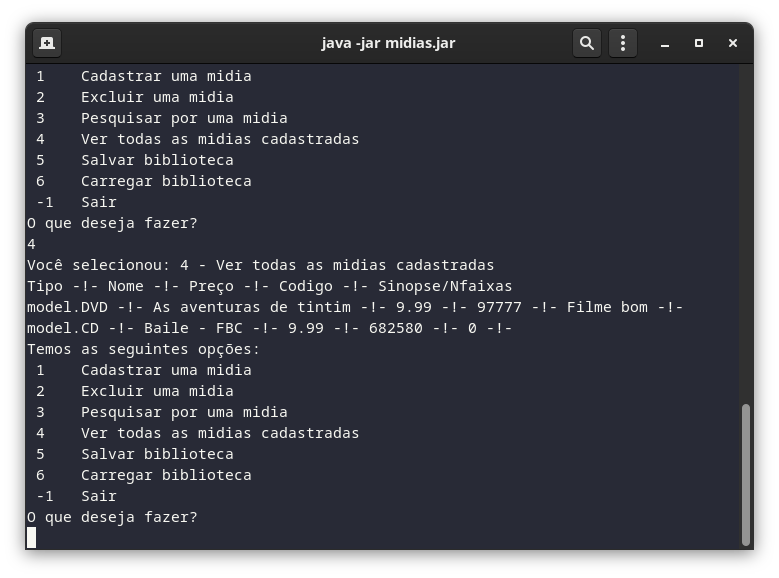 java -jar midias.jar
1 Cadastrar uma midia
2 Excluir uma midia
3 Pesquisar por uma midia
4 Ver todas as midias cadastradas
5 Salvar biblioteca
6 Carregar biblioteca
-1 Sair
O que deseja fazer?
4
Você selecionou: 4 - Ver todas as midias cadastradas
Tipo -!- Nome -!- Preço -!- Codigo -!- Sinopse/Nfaixas
model.DVD -!- As aventuras de tintim -!- 9.99 -!- 97777 -!- Filme bom -!-
model.CD -!- Baile - FBC -!- 9.99 -!- 682580 -!- 0 -!-
Temos as seguintes opções:
1 Cadastrar uma midia
2 Excluir uma midia
3 Pesquisar por uma midia
4 Ver todas as midias cadastradas
5 Salvar biblioteca
6 Carregar biblioteca
-1 Sair
O que deseja fazer?